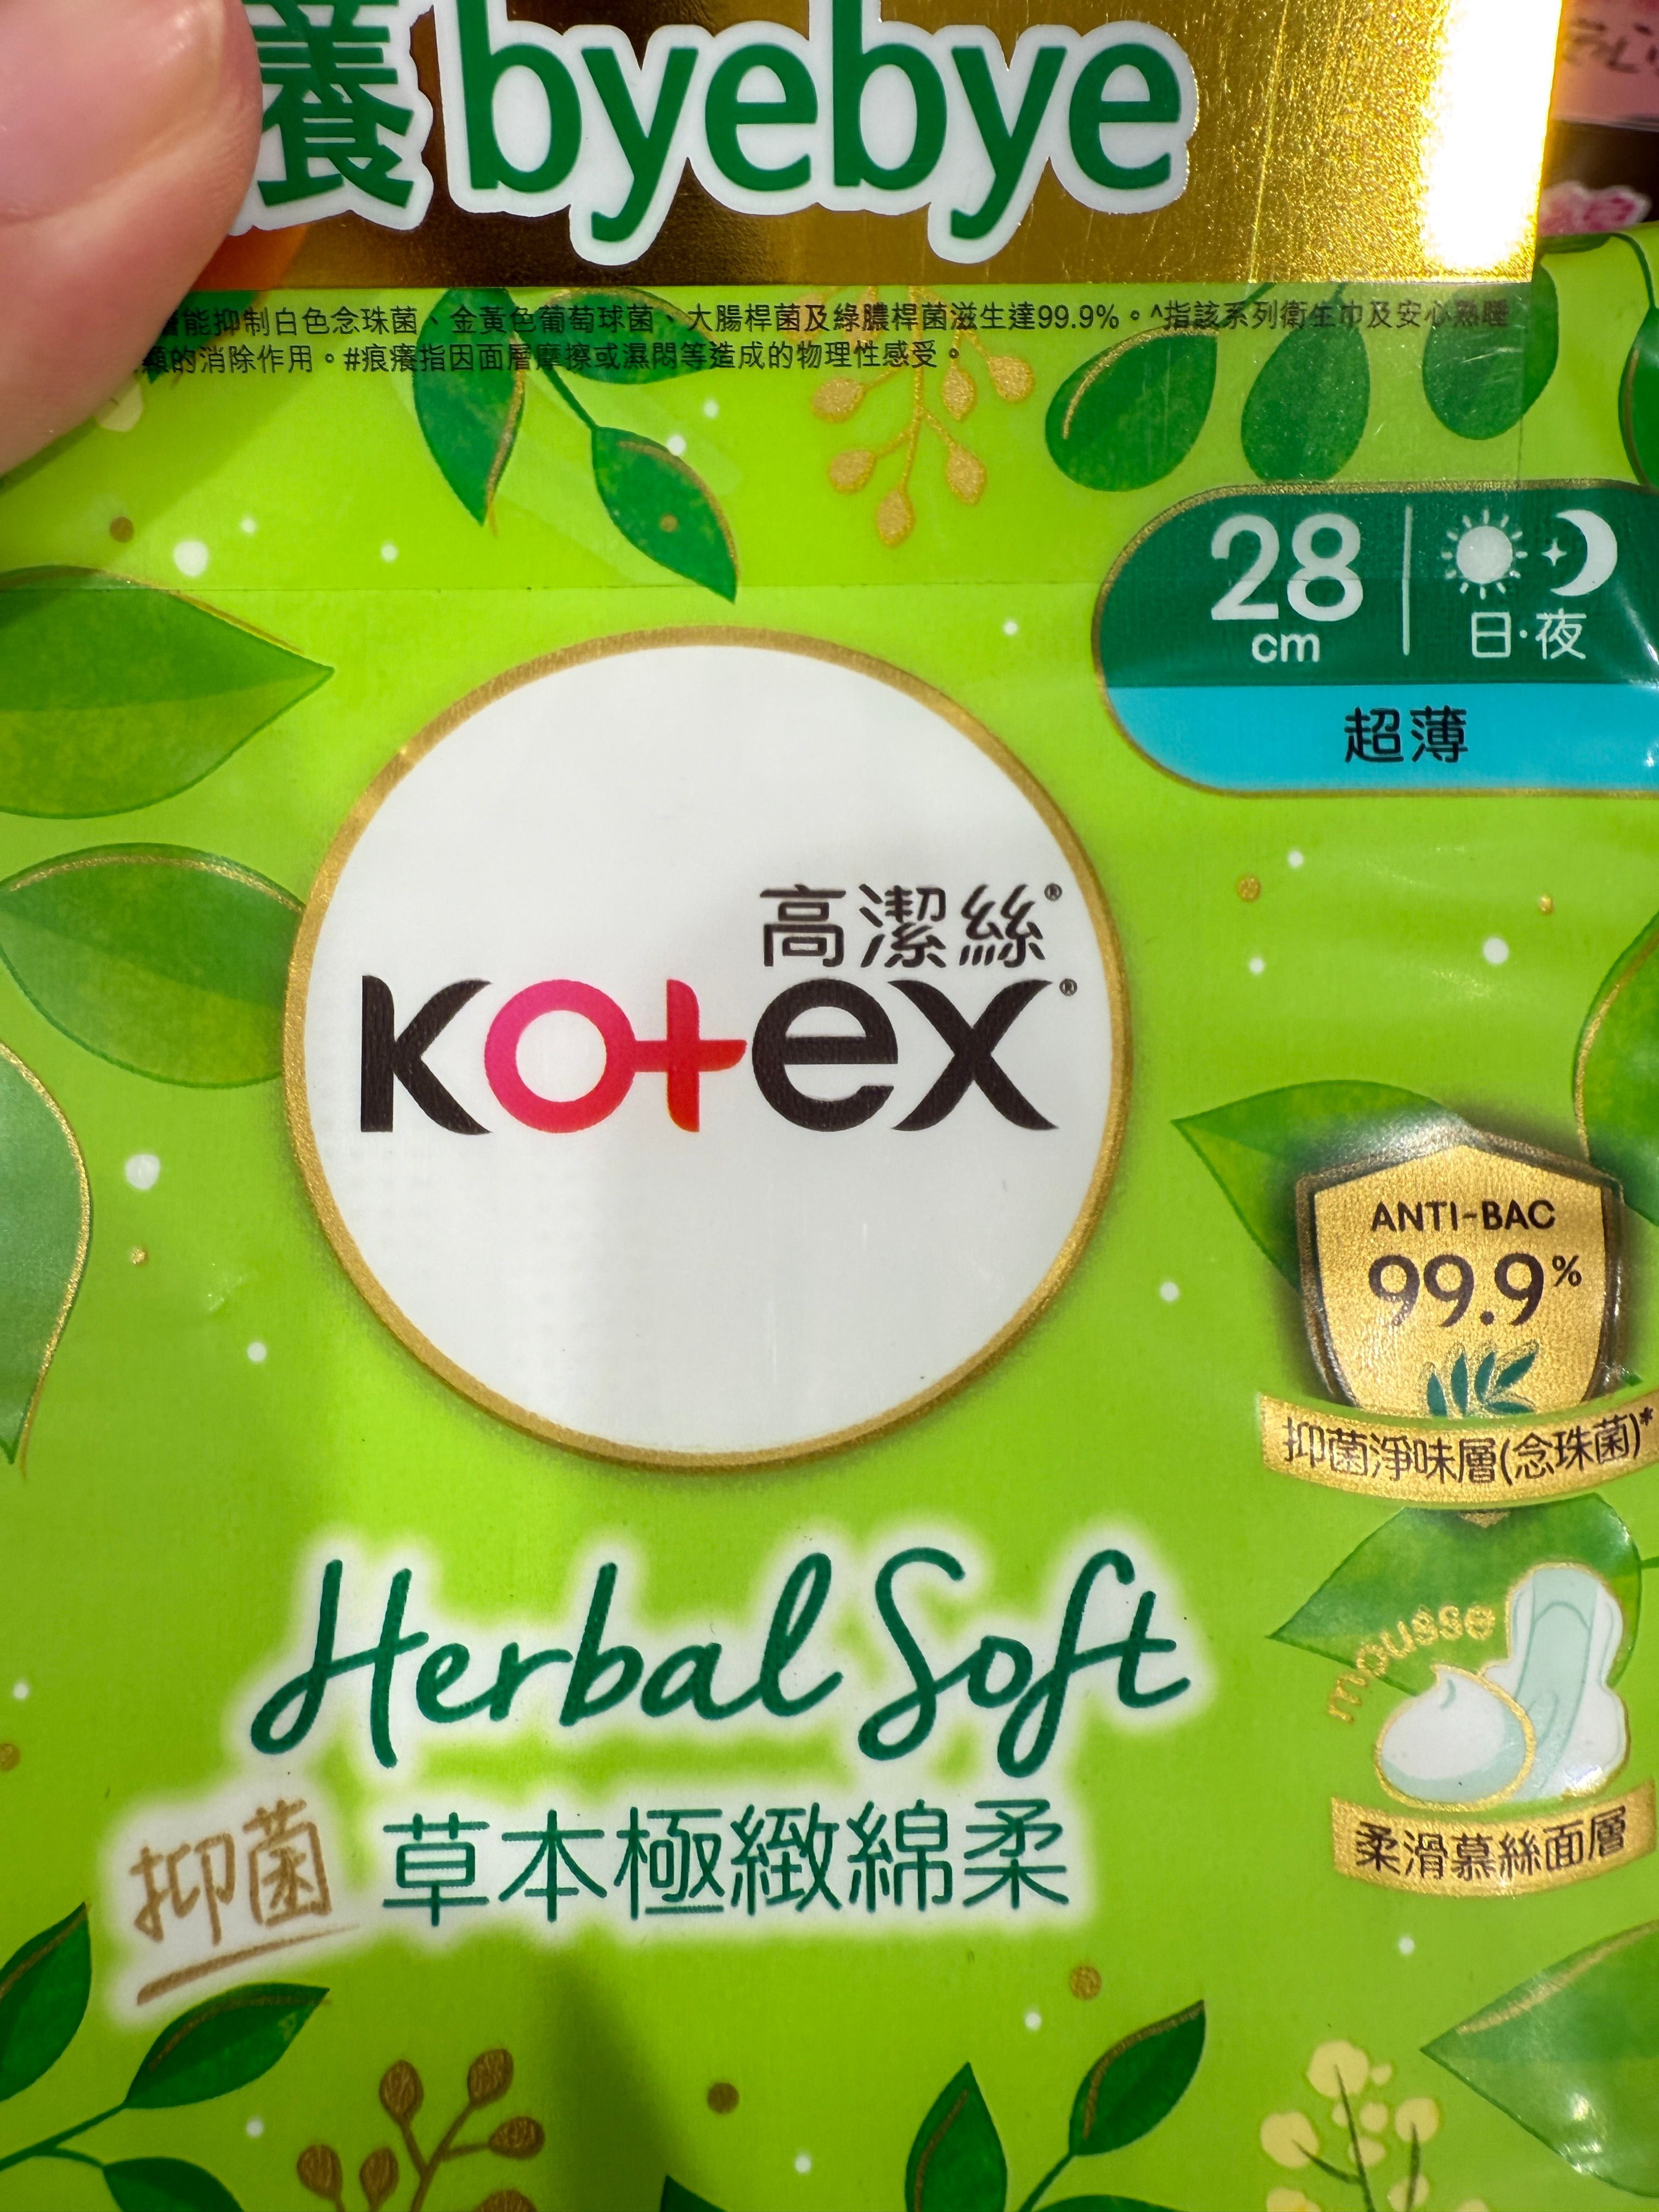 癢byebye
能抑制白色念珠菌、金黃色葡萄球菌、大腸桿菌及綠膿桿菌滋生達99.9%。^指該系列衛生巾及安心熟睡
的消除作用。#痕癢指因面層摩擦或濕悶等造成的物理性感受。
28
cm
日·夜
超薄
高潔絲®
Kotex®
ANTI-BAC
99.9%
抑菌淨味層(念珠菌)*
Herbal Soft
mousse
抑菌 草本極緻綿柔
柔滑慕絲面層